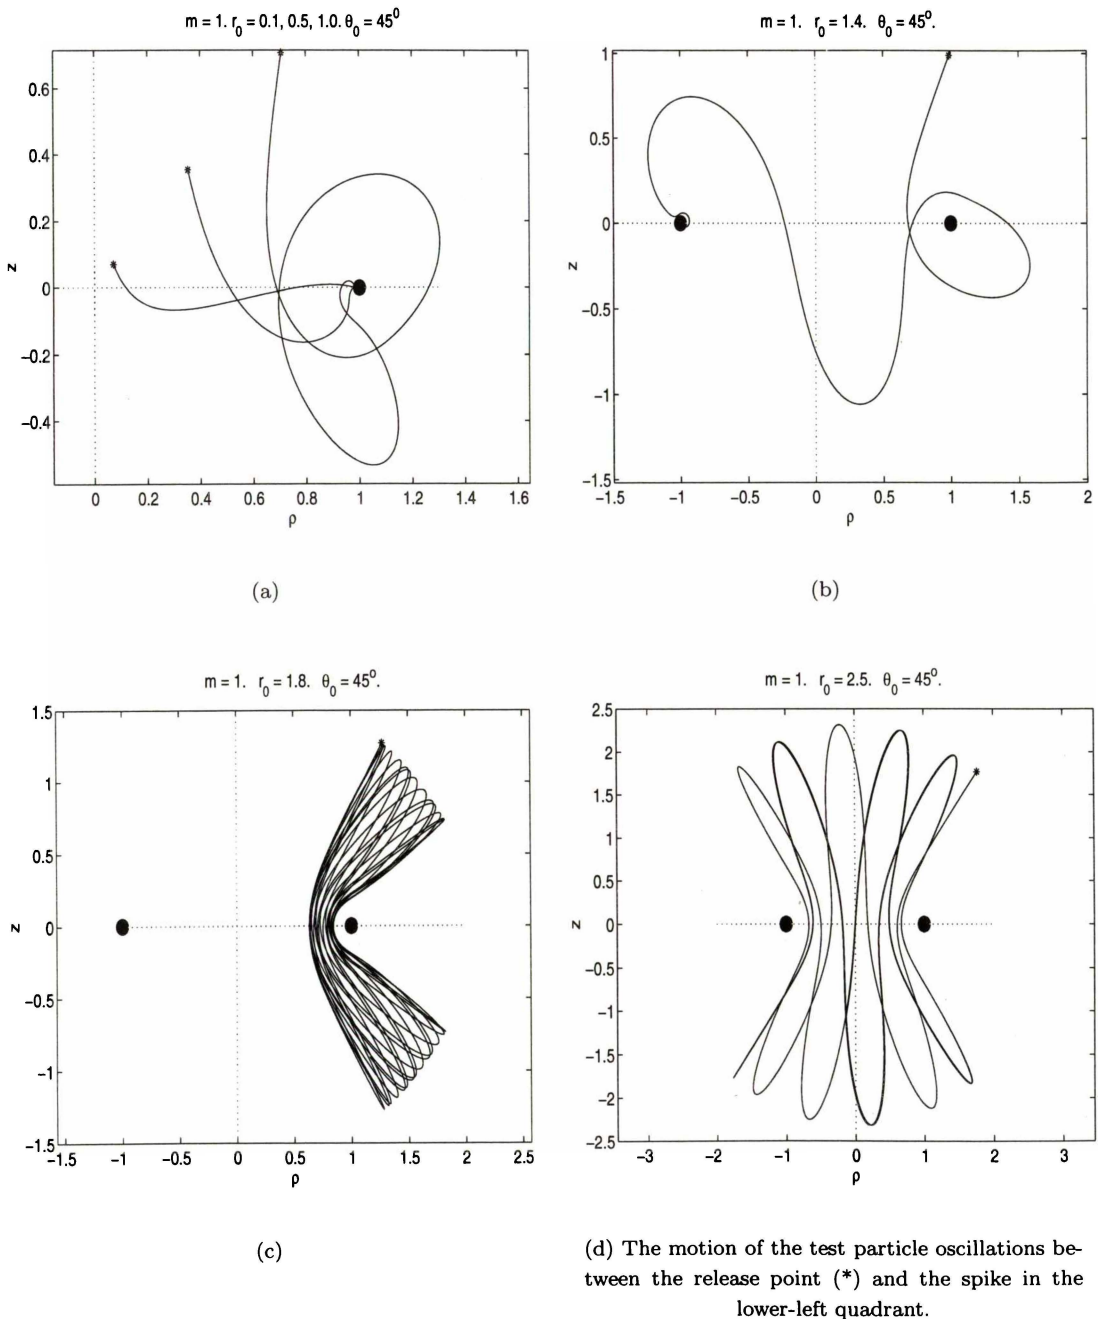 m = 1. r₀ = 0.1, 0.5, 1.0. θ₀ = 45⁰
0.6
0.4
0.2
0
−0.2
−0.4
z
0 0.2 0.4 0.6 0.8 1 1.2 1.4 1.6
ρ
(a)
m = 1. r₀ = 1.4. θ₀ = 45º.
1
0.5
0
−0.5
−1
−1.5
z
−1.5 −1 −0.5 0 0.5 1 1.5 2
ρ
(b)
m = 1. r₀ = 1.8. θ₀ = 45º.
1.5
1
0.5
0
−0.5
−1
−1.5
z
−1.5 −1 −0.5 0 0.5 1 1.5 2 2.5
ρ
(c)
m = 1. r₀ = 2.5. θ₀ = 45º.
2.5
2
1.5
1
0.5
0
−0.5
−1
−1.5
−2
−2.5
z
−3 −2 −1 0 1 2 3
ρ
(d) The motion of the test particle oscillations be-
tween the release point (*) and the spike in the
lower-left quadrant.